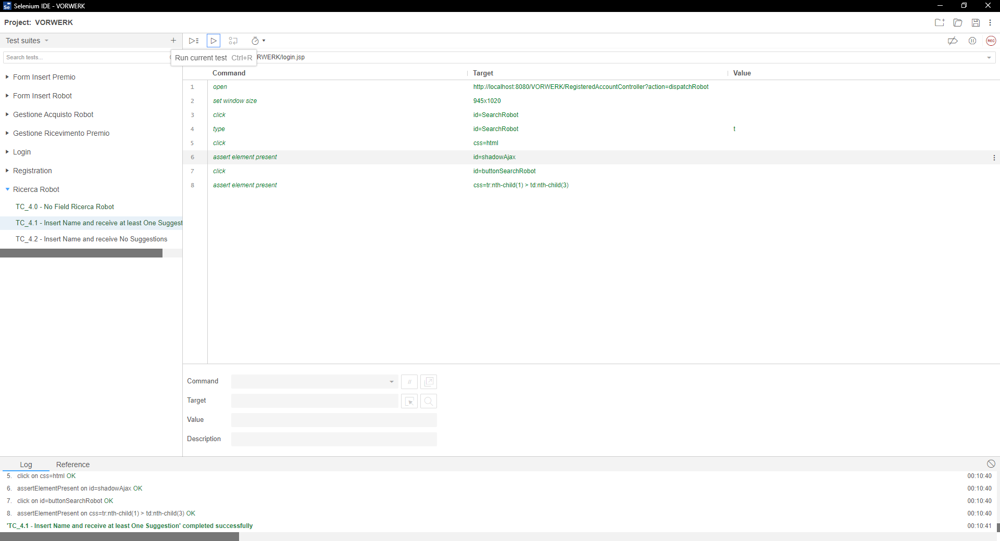 Selenium IDE - VORWERK
Project: VORWERK
Test suites
Search tests...
Run current test Ctrl+R
RWERK/login.jsp
REC
Form Insert Premio
Form Insert Robot
Gestione Acquisto Robot
Gestione Ricevimento Premio
Login
Registration
Ricerca Robot
TC_4.0 - No Field Ricerca Robot
TC_4.1 - Insert Name and receive at least One Suggest
TC_4.2 - Insert Name and receive No Suggestions
Command Target Value
1 open http://localhost:8080/VORWERK/RegisteredAccountController?action=dispatchRobot
2 set window size 945x1020
3 click id=SearchRobot
4 type id=SearchRobot t
5 click css=html
6 assert element present id=shadowAjax
7 click id=buttonSearchRobot
8 assert element present css=tr:nth-child(1) > td:nth-child(3)
Command //
Target
Value
Description
Log Reference
5. click on css=html OK 00:10:40
6. assertElementPresent on id=shadowAjax OK 00:10:40
7. click on id=buttonSearchRobot OK 00:10:40
8. assertElementPresent on css=tr:nth-child(1) > td:nth-child(3) OK 00:10:40
'TC_4.1 - Insert Name and receive at least One Suggestion' completed successfully 00:10:41